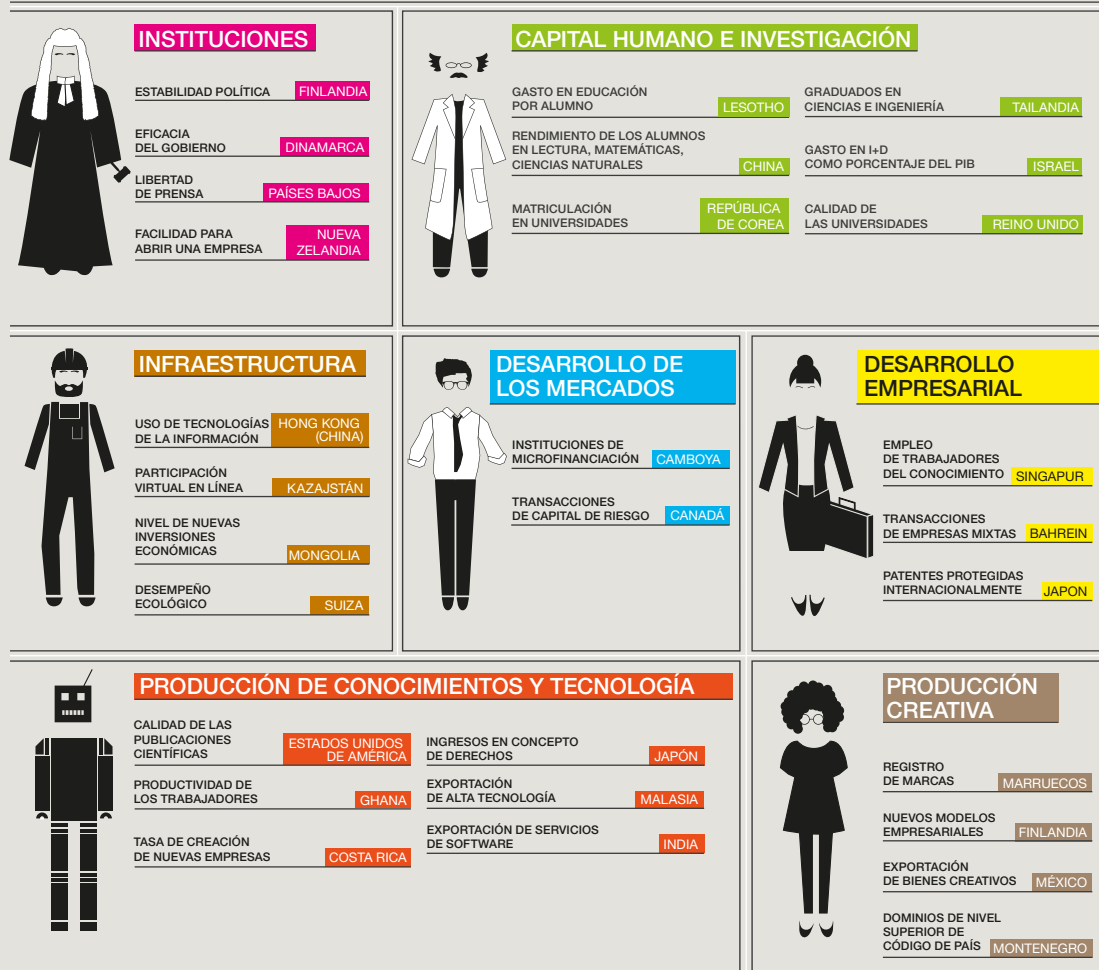 INSTITUCIONES
ESTABILIDAD POLÍTICA
FINLANDIA
EFICACIA
DEL GOBIERNO
DINAMARCA
LIBERTAD
DE PRENSA
PAÍSES BAJOS
FACILIDAD PARA
ABRIR UNA EMPRESA
NUEVA
ZELANDIA
CAPITAL HUMANO E INVESTIGACIÓN
GASTO EN EDUCACIÓN
POR ALUMNO
LESOTHO
RENDIMIENTO DE LOS ALUMNOS
EN LECTURA, MATEMÁTICAS,
CIENCIAS NATURALES
CHINA
MATRICULACIÓN
EN UNIVERSIDADES
REPÚBLICA
DE COREA
GRADUADOS EN
CIENCIAS E INGENIERÍA
TAILANDIA
GASTO EN I+D
COMO PORCENTAJE DEL PIB
ISRAEL
CALIDAD DE
LAS UNIVERSIDADES
REINO UNIDO
INFRAESTRUCTURA
USO DE TECNOLOGÍAS
DE LA INFORMACIÓN
HONG KONG
(CHINA)
PARTICIPACIÓN
VIRTUAL EN LÍNEA
KAZAJSTÁN
NIVEL DE NUEVAS
INVERSIONES
ECONÓMICAS
MONGOLIA
DESEMPEÑO
ECOLÓGICO
SUIZA
DESARROLLO DE
LOS MERCADOS
INSTITUCIONES DE
MICROFINANCIACIÓN
CAMBOYA
TRANSACCIONES
DE CAPITAL DE RIESGO
CANADÁ
DESARROLLO
EMPRESARIAL
EMPLEO
DE TRABAJADORES
DEL CONOCIMIENTO
SINGAPUR
TRANSACCIONES
DE EMPRESAS MIXTAS
BAHREIN
PATENTES PROTEGIDAS
INTERNACIONALMENTE
JAPON
PRODUCCIÓN DE CONOCIMIENTOS Y TECNOLOGÍA
CALIDAD DE LAS
PUBLICACIONES
CIENTÍFICAS
ESTADOS UNIDOS
DE AMÉRICA
PRODUCTIVIDAD DE
LOS TRABAJADORES
GHANA
TASA DE CREACIÓN
DE NUEVAS EMPRESAS
COSTA RICA
INGRESOS EN CONCEPTO
DE DERECHOS
JAPÓN
EXPORTACIÓN
DE ALTA TECNOLOGÍA
MALASIA
EXPORTACIÓN DE SERVICIOS
DE SOFTWARE
INDIA
PRODUCCIÓN
CREATIVA
REGISTRO
DE MARCAS
MARRUECOS
NUEVOS MODELOS
EMPRESARIALES
FINLANDIA
EXPORTACIÓN
DE BIENES CREATIVOS
MÉXICO
DOMINIOS DE NIVEL
SUPERIOR DE
CÓDIGO DE PAÍS
MONTENEGRO